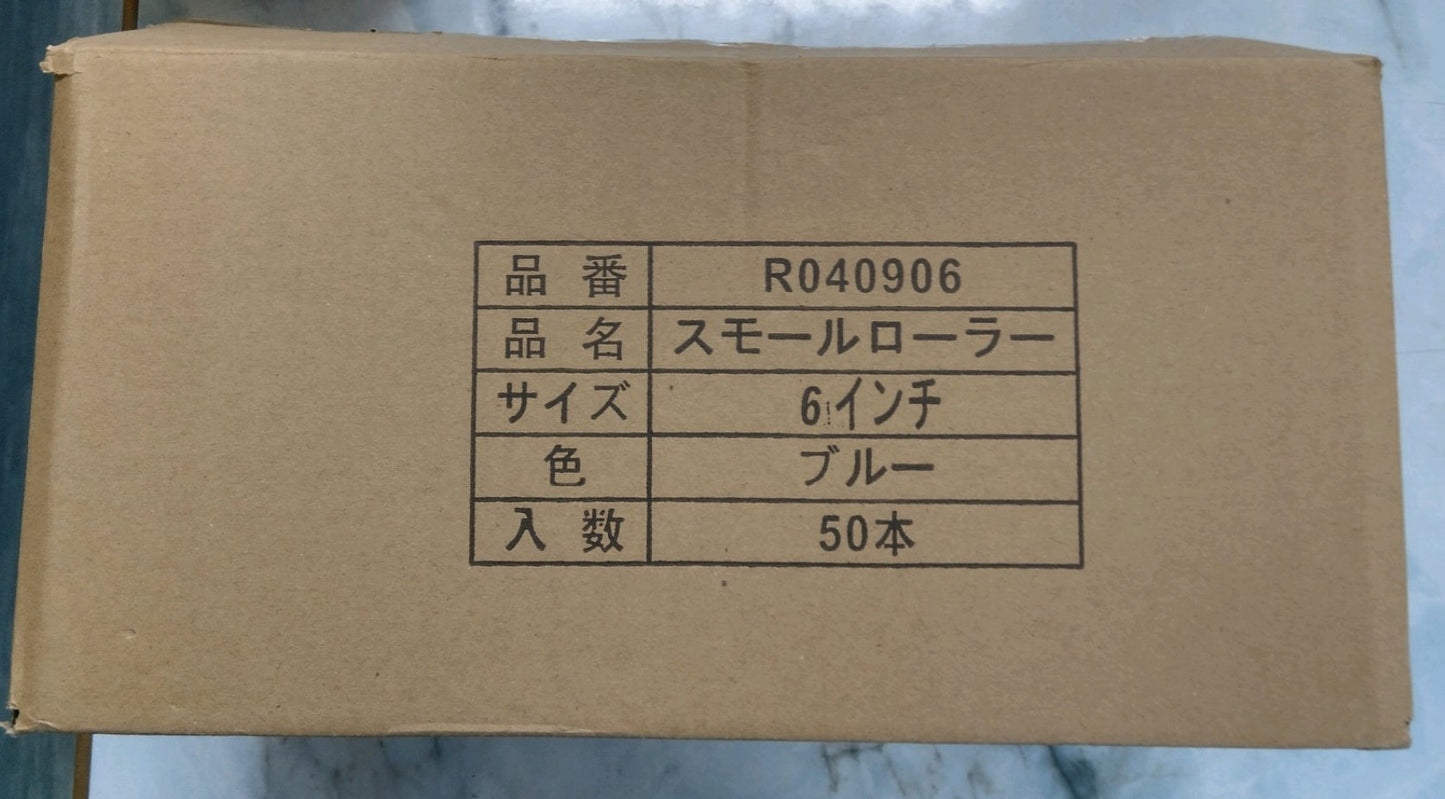 品 番 R040906
品 名 スモールローラー
サイズ 6インチ
色 ブルー
入 数 50本